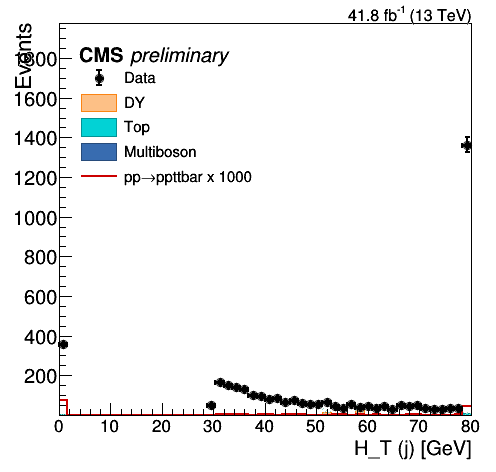 41.8 fb⁻¹ (13 TeV)
Events
CMS preliminary
Data
DY
Top
Multiboson
pp→ppttbar x 1000
1800
1600
1400
1200
1000
800
600
400
200
0 10 20 30 40 50 60 70 80
H_T (j) [GeV]